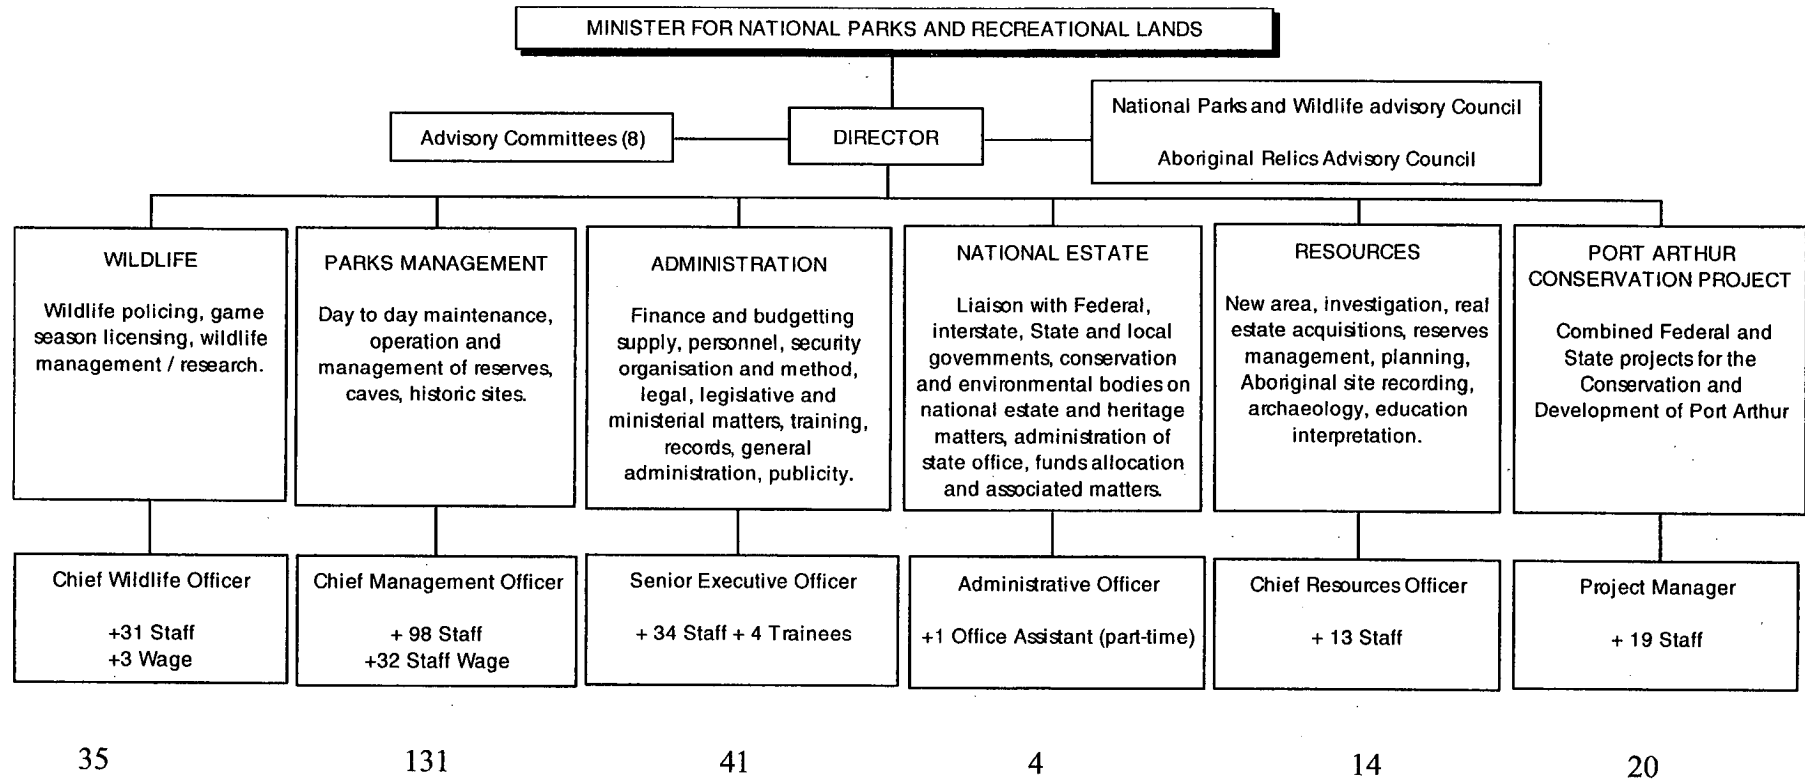 MINISTER FOR NATIONAL PARKS AND RECREATIONAL LANDS
Advisory Committees (8)
DIRECTOR
National Parks and Wildlife advisory Council
Aboriginal Relics Advisory Council
WILDLIFE
Wildlife policing, game
season licensing, wildlife
management / research.
PARKS MANAGEMENT
Day to day maintenance,
operation and
management of reserves,
caves, historic sites.
ADMINISTRATION
Finance and budgetting
supply, personnel, security
organisation and method,
legal, legislative and
ministerial matters, training,
records, general
administration, publicity.
NATIONAL ESTATE
Liaison with Federal,
interstate, State and local
governments, conservation
and environmental bodies on
national estate and heritage
matters, administration of
state office, funds allocation
and associated matters.
RESOURCES
New area, investigation, real
estate acquisitions, reserves
management, planning,
Aboriginal site recording,
archaeology, education
interpretation.
PORT ARTHUR
CONSERVATION PROJECT
Combined Federal and
State projects for the
Conservation and
Development of Port Arthur
Chief Wildlife Officer
+31 Staff
+3 Wage
Chief Management Officer
+ 98 Staff
+32 Staff Wage
Senior Executive Officer
+ 34 Staff + 4 Trainees
Administrative Officer
+1 Office Assistant (part-time)
Chief Resources Officer
+ 13 Staff
Project Manager
+ 19 Staff
35
131
41
4
14
20